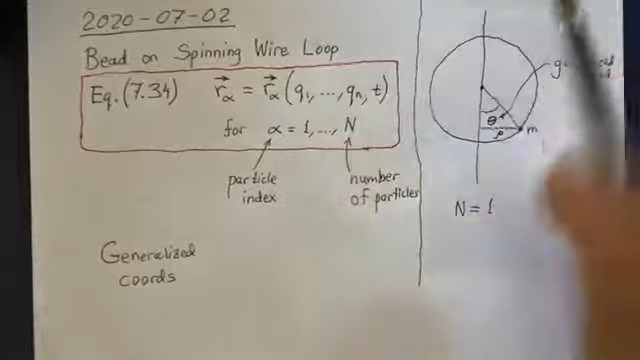 2020-07-02
Bead on Spinning Wire Loop
Eq.(7.34) r⃗α = r⃗α (q1, ..., qn, t)
for α = 1, ..., N
particle
index
number
of particles
Generalized
coords
θ
ρ
m
N = 1